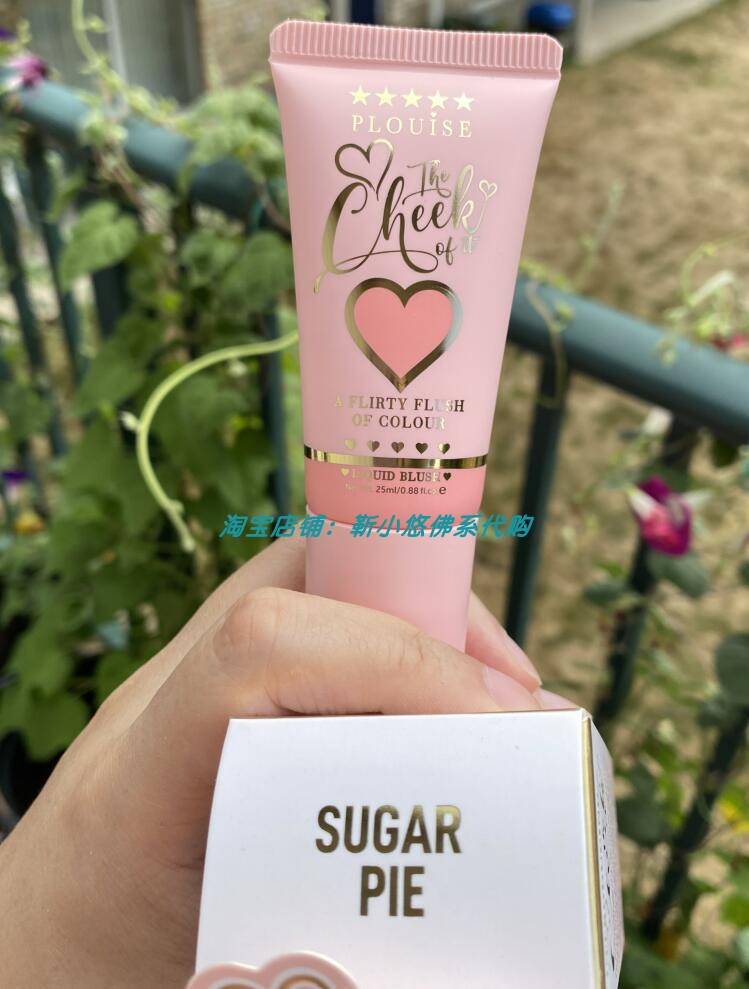 PLOUISE
The
Cheek
of it
A FLIRTY FLUSH
OF COLOUR
LIQUID BLUSH
25ml/0.88 fl.oz e
淘宝店铺：靳小悠佛系代购
SUGAR
PIE